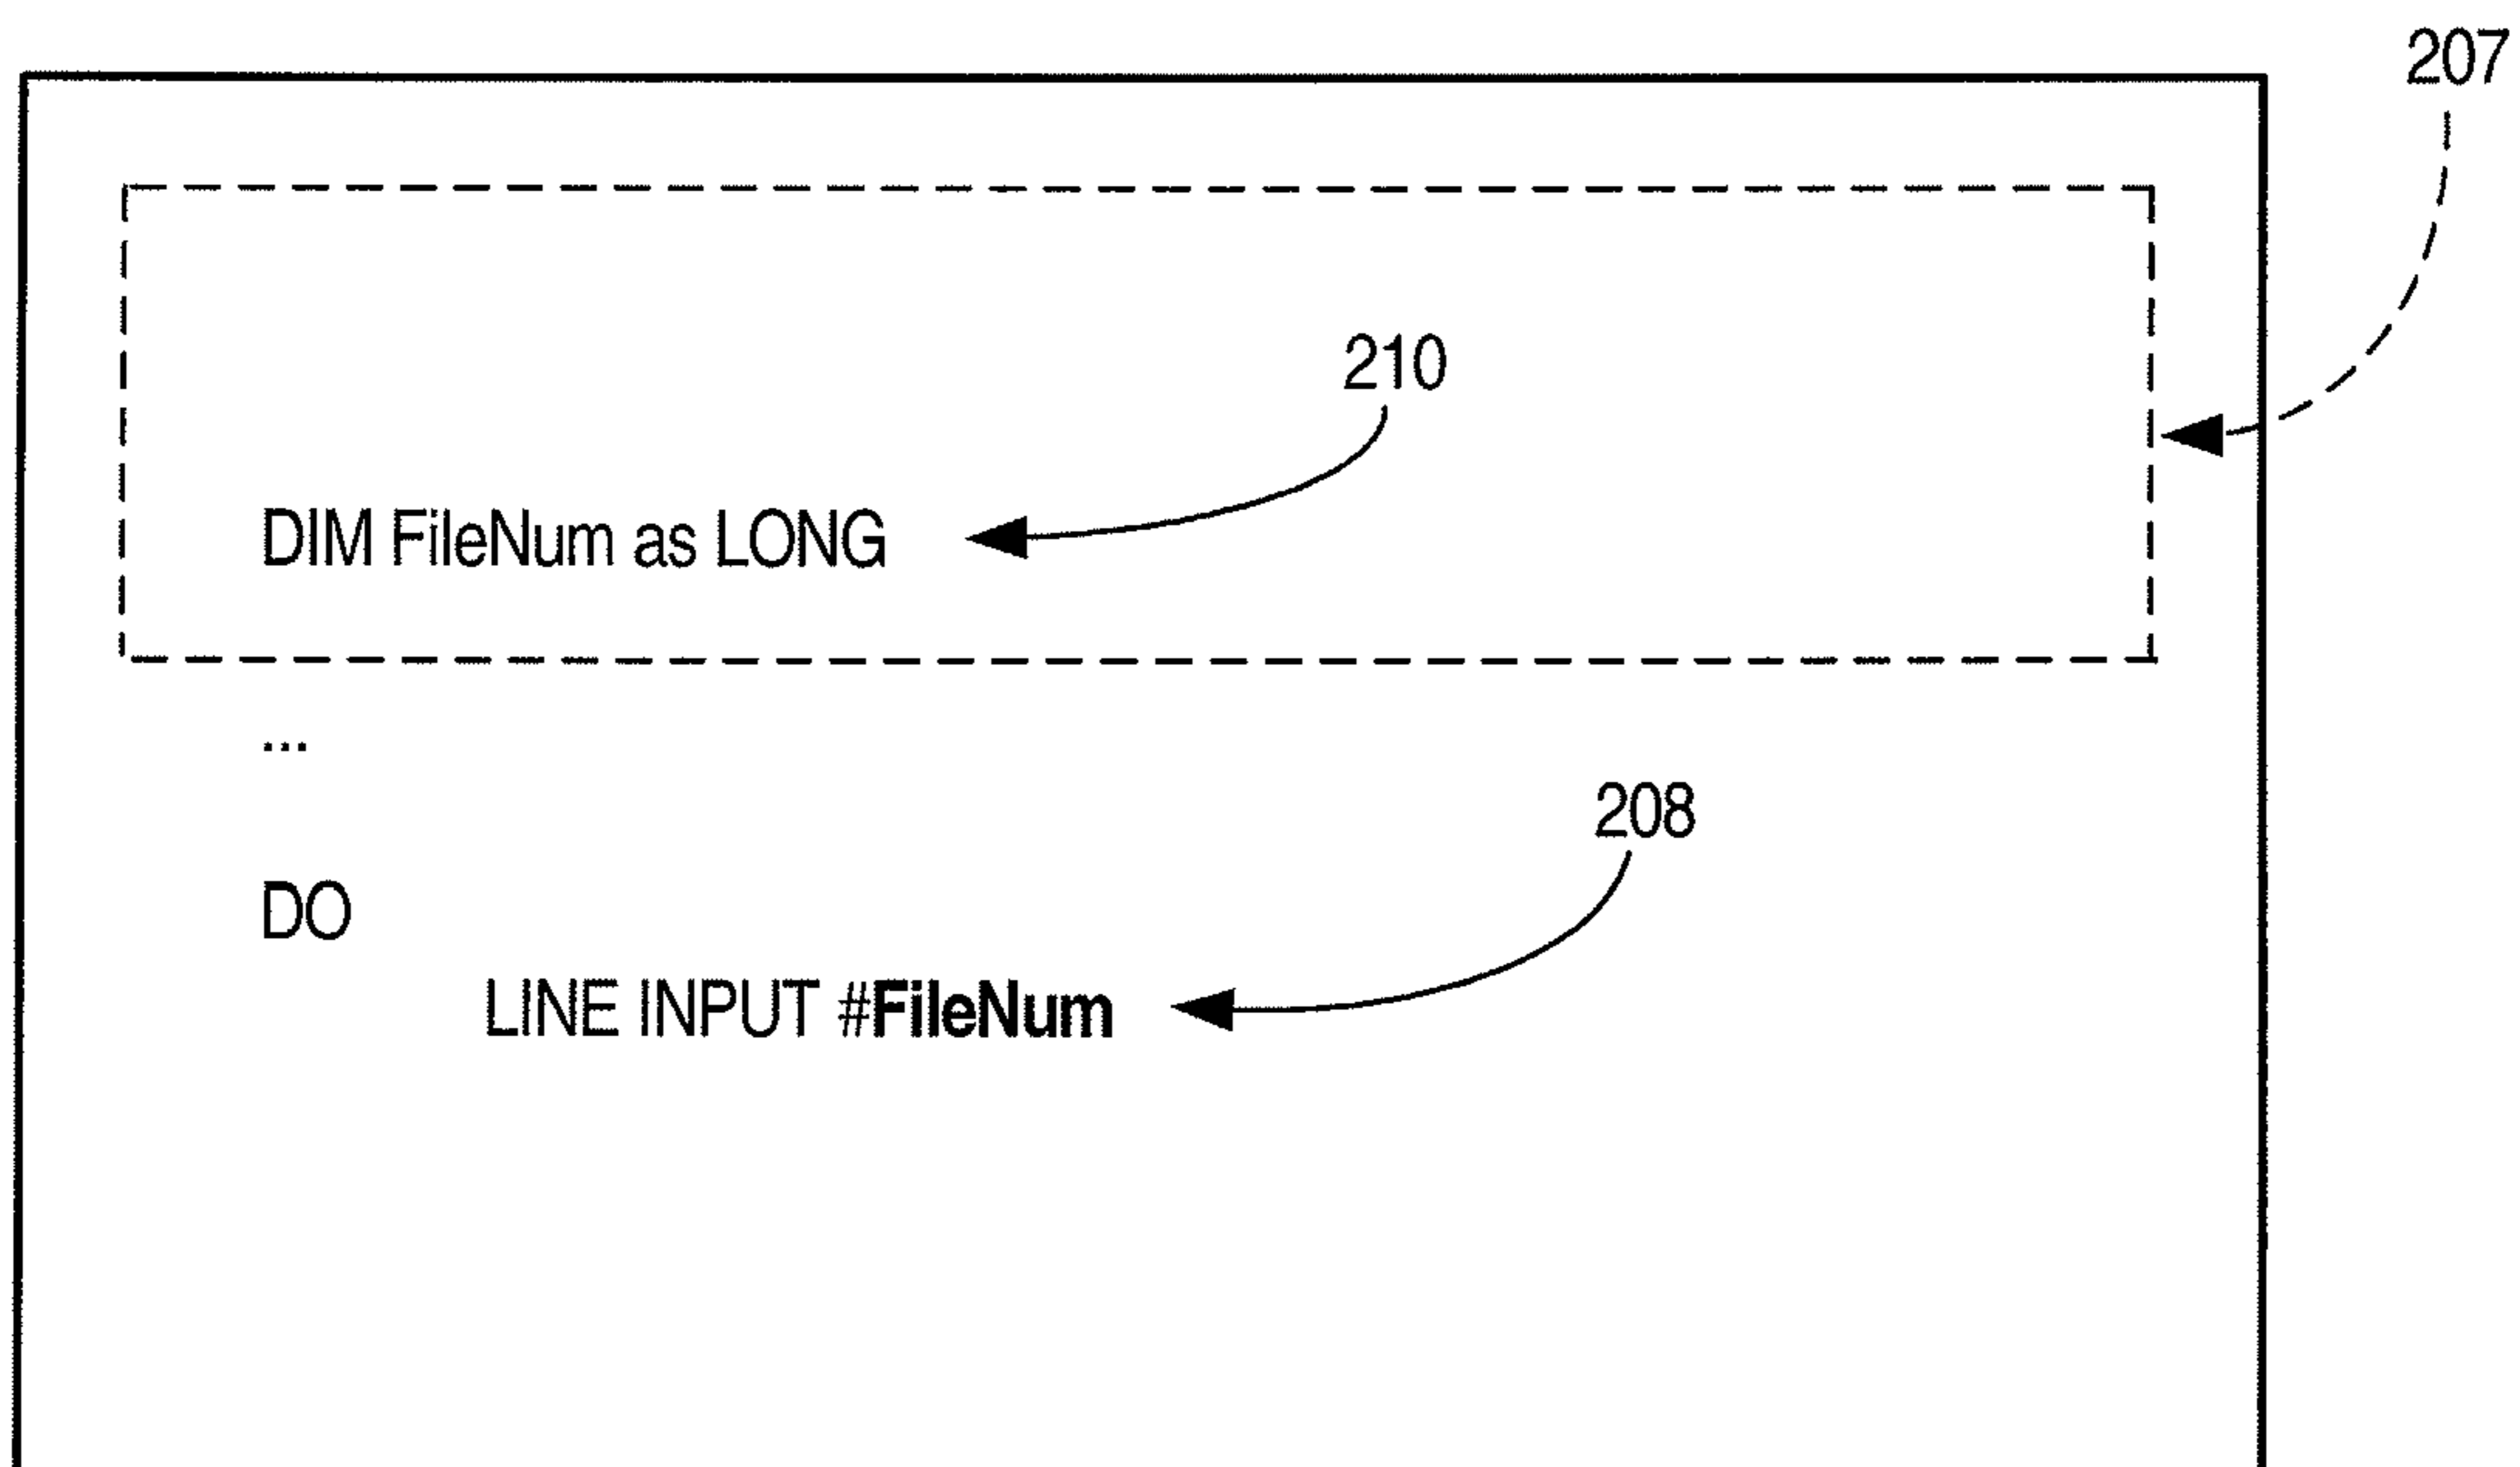 207
210
DIM FileNum as LONG
...
208
DO
LINE INPUT #FileNum